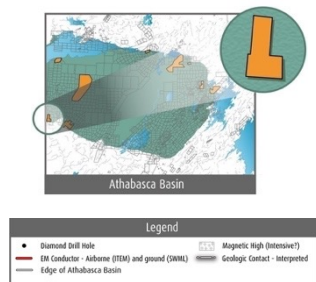 Athabasca Basin
Legend
Diamond Drill Hole
Magnetic High (Intensive?)
EM Conductor - Airborne (ITEM) and ground (SWML)
Geologic Contact - Interpreted
Edge of Athabasca Basin